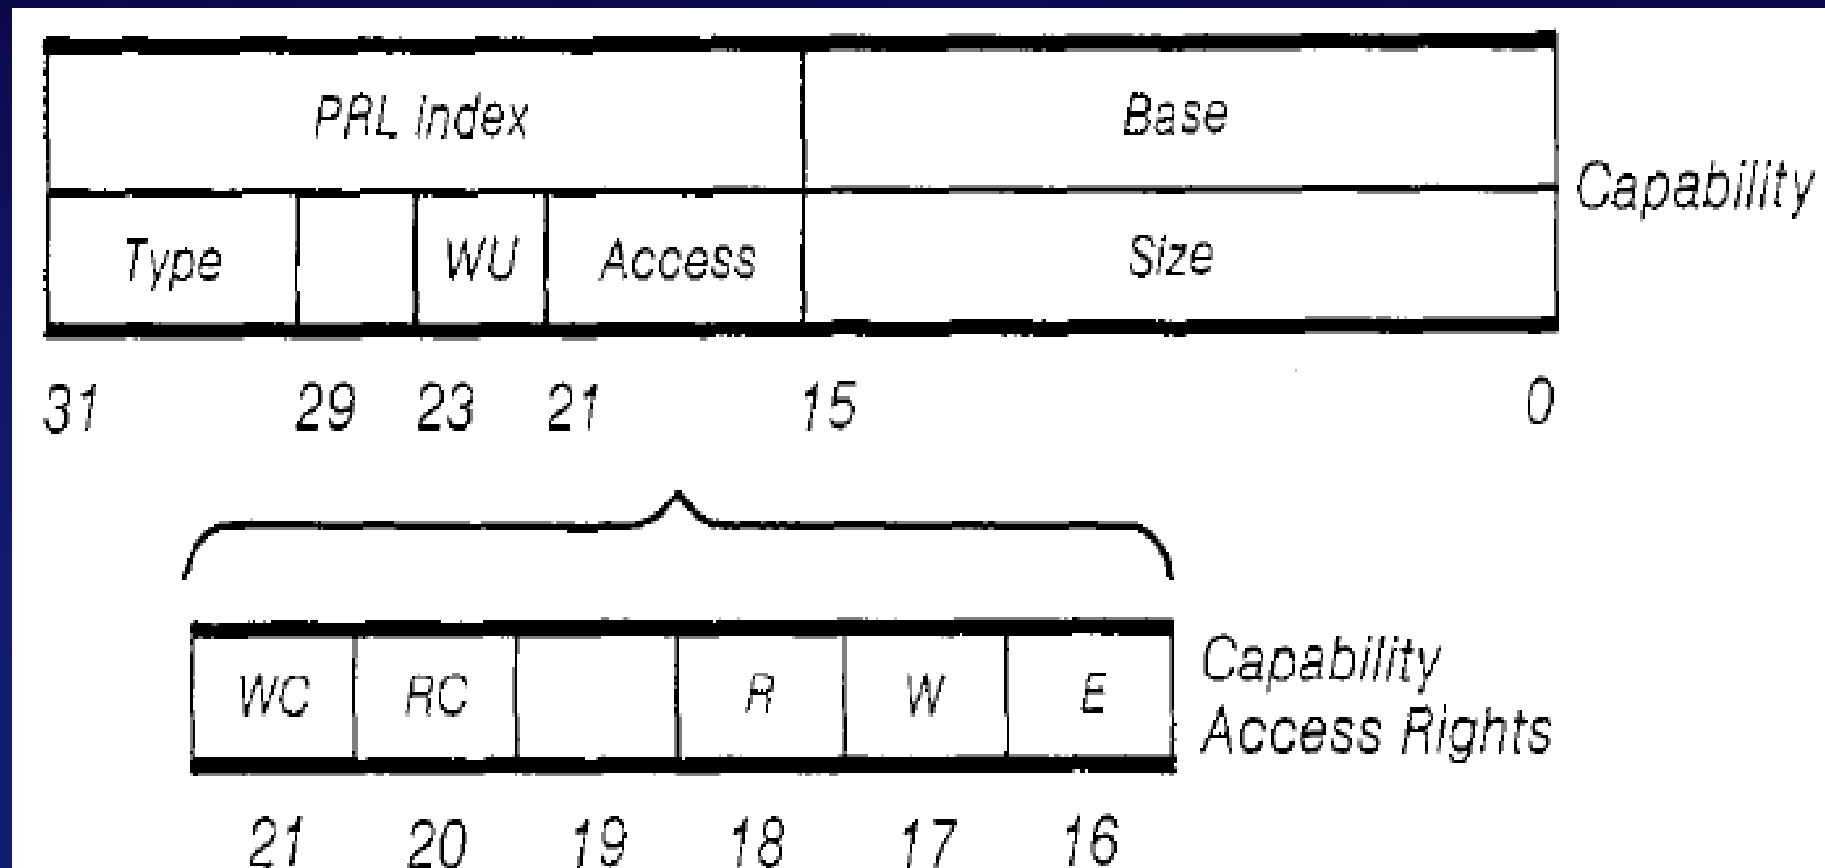 PRL index Base
Capability
Type WU Access Size
31 29 23 21 15 0
WC RC R W E
Capability
Access Rights
21 20 19 18 17 16